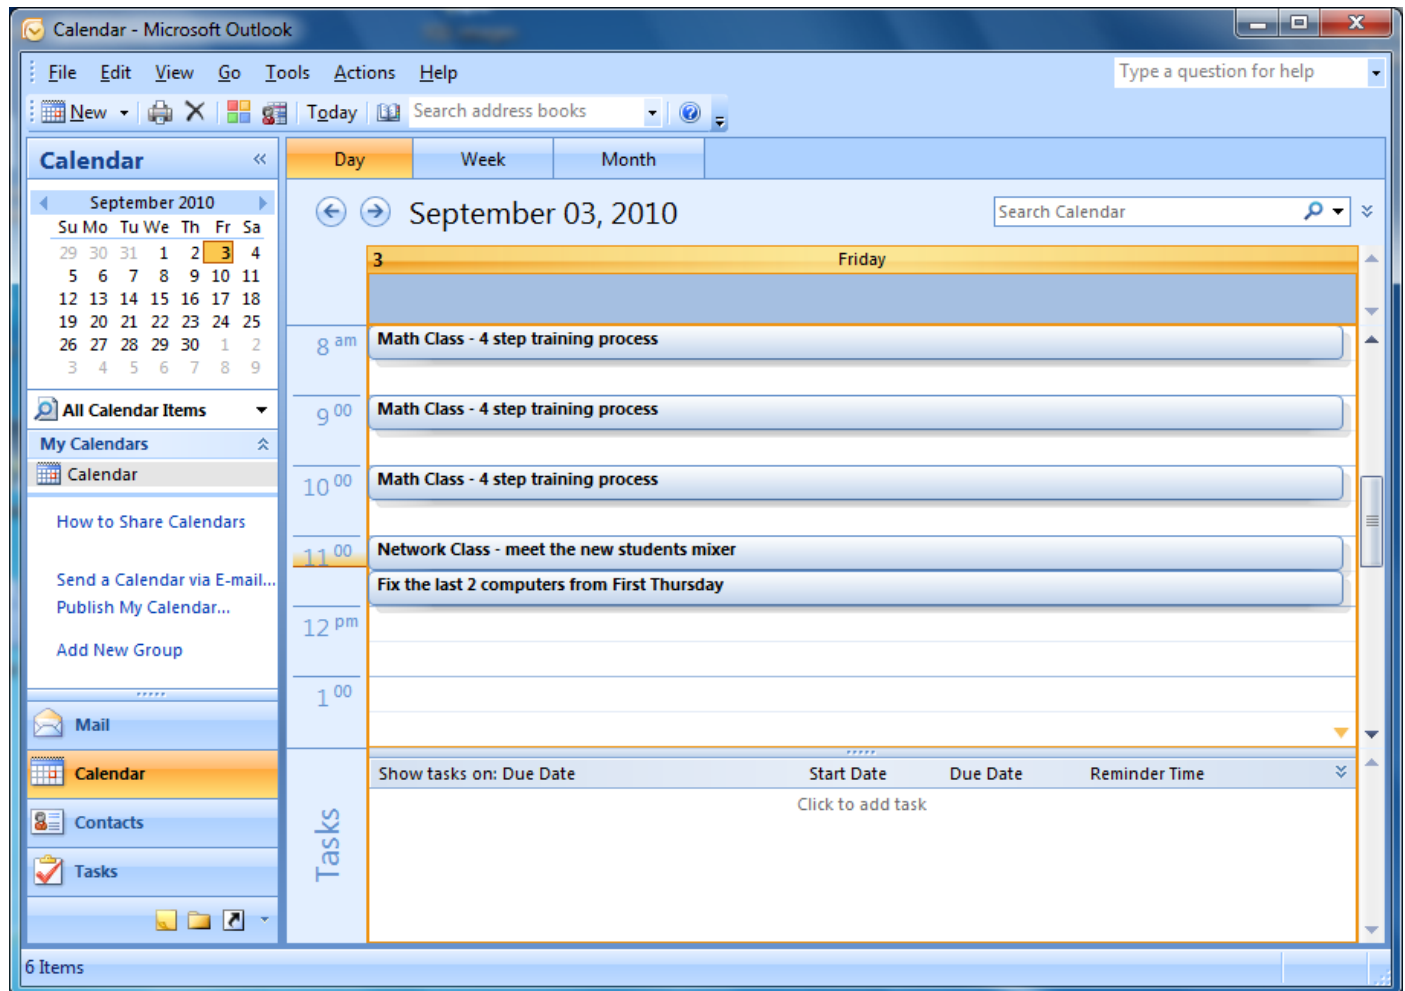 Calendar - Microsoft Outlook
File Edit View Go Tools Actions Help
Type a question for help
New Today Search address books
Calendar «
Day Week Month
September 2010
Su Mo Tu We Th Fr Sa
29 30 31 1 2 3 4
5 6 7 8 9 10 11
12 13 14 15 16 17 18
19 20 21 22 23 24 25
26 27 28 29 30 1 2
3 4 5 6 7 8 9
All Calendar Items
My Calendars
Calendar
How to Share Calendars
Send a Calendar via E-mail...
Publish My Calendar...
Add New Group
Mail
Calendar
Contacts
Tasks
September 03, 2010
Search Calendar
3 Friday
8 am Math Class - 4 step training process
9 00 Math Class - 4 step training process
10 00 Math Class - 4 step training process
11 00 Network Class - meet the new students mixer
Fix the last 2 computers from First Thursday
12 pm
1 00
Tasks
Show tasks on: Due Date Start Date Due Date Reminder Time
Click to add task
6 Items